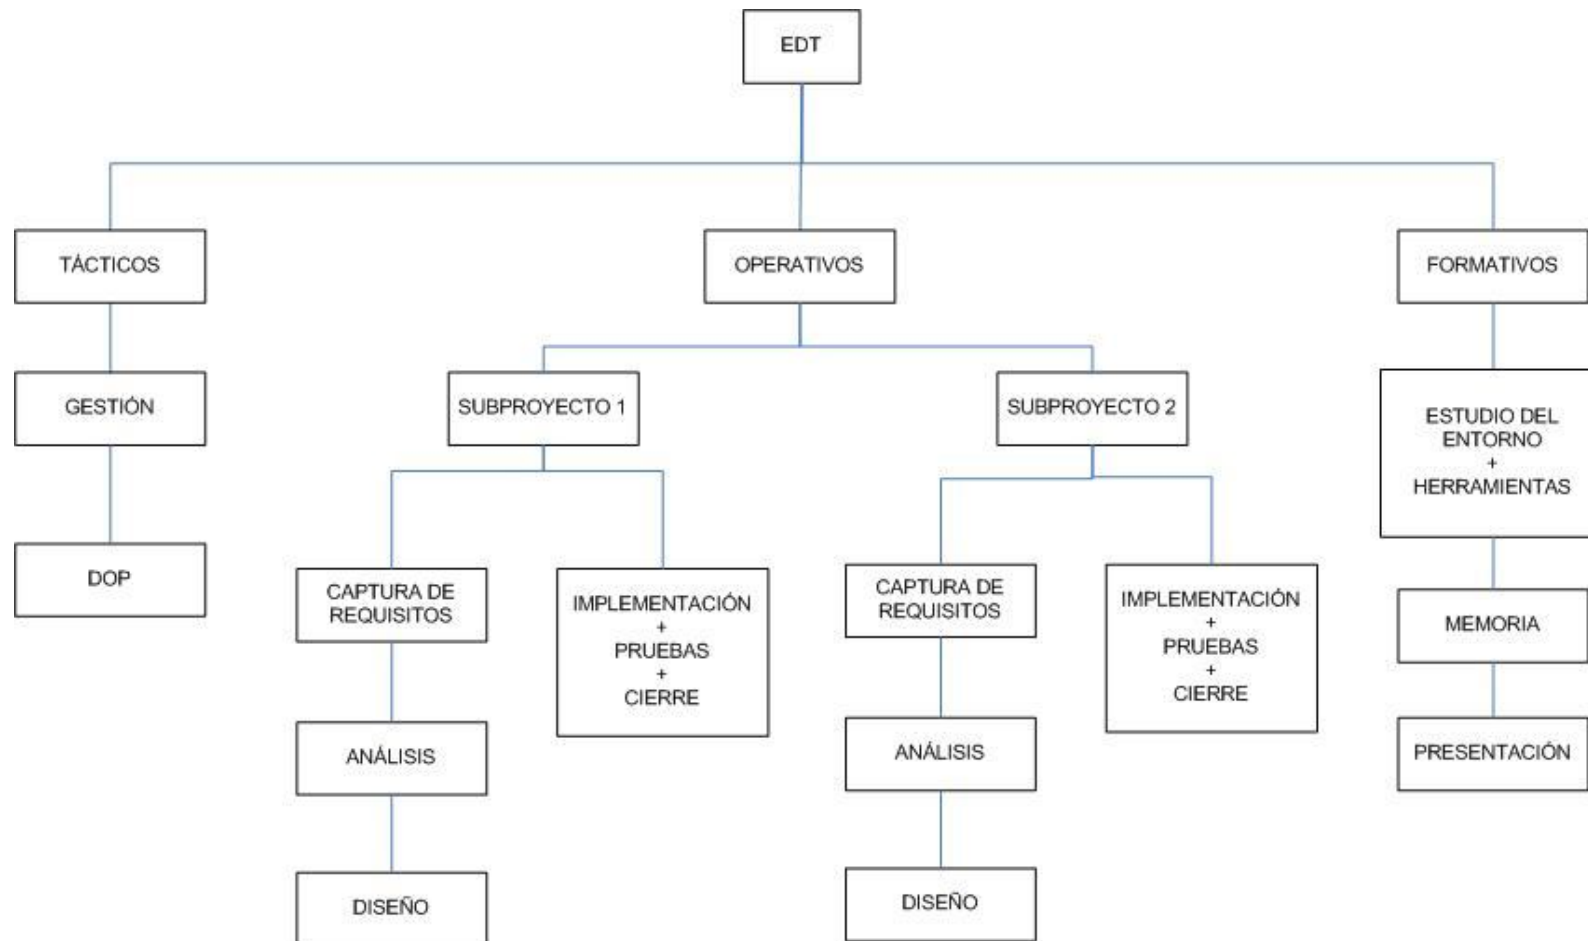 EDT
TÁCTICOS
OPERATIVOS
FORMATIVOS
GESTIÓN
SUBPROYECTO 1
SUBPROYECTO 2
ESTUDIO DEL
ENTORNO
+
HERRAMIENTAS
DOP
CAPTURA DE
REQUISITOS
IMPLEMENTACIÓN
+
PRUEBAS
+
CIERRE
CAPTURA DE
REQUISITOS
IMPLEMENTACIÓN
+
PRUEBAS
+
CIERRE
MEMORIA
ANÁLISIS
ANÁLISIS
PRESENTACIÓN
DISEÑO
DISEÑO